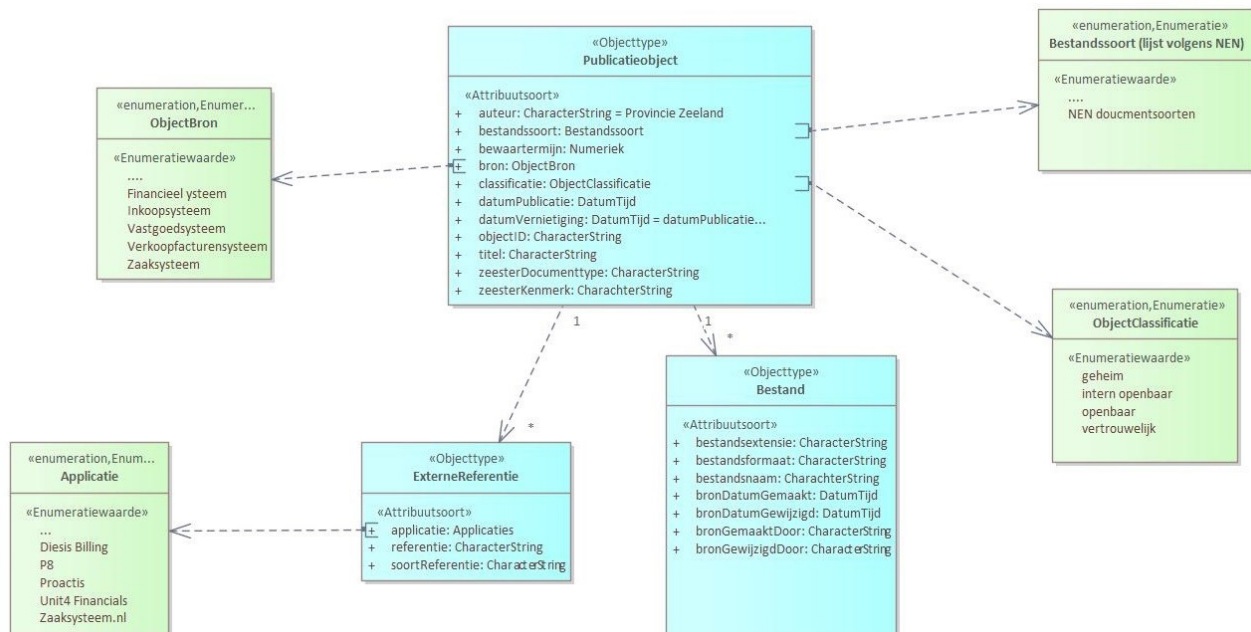 «Objecttype»
Publicatieobject
«Attribuutsoort»
+ auteur: CharacterString = Provincie Zeeland
+ bestandssoort: Bestandssoort
+ bewaartermijn: Numeriek
+ bron: ObjectBron
+ classificatie: ObjectClassificatie
+ datumPublicatie: DatumTijd
+ datumVernietiging: DatumTijd = datumPublicatie...
+ objectID: CharacterString
+ titel: CharacterString
+ zeesterDocumenttype: CharacterString
+ zeesterKenmerk: CharachterString
«enumeration,Enumeratie»
Bestandssoort (lijst volgens NEN)
«Enumeratiewaarde»
....
NEN doucmentsoorten
«enumeration,Enumer...
ObjectBron
«Enumeratiewaarde»
....
Financieel ysteem
Inkoopsysteem
Vastgoedsysteem
Verkoopfacturensysteem
Zaaksysteem
«enumeration,Enumeratie»
ObjectClassificatie
«Enumeratiewaarde»
geheim
intern openbaar
openbaar
vertrouwelijk
1
*
1
*
«Objecttype»
Bestand
«Attribuutsoort»
+ bestandsextensie: CharacterString
+ bestandsformaat: CharacterString
+ bestandsnaam: CharachterString
+ bronDatumGemaakt: DatumTijd
+ bronDatumGewijzigd: DatumTijd
+ bronGemaaktDoor: CharacterString
+ bronGewijzigdDoor: CharacterString
«Objecttype»
ExterneReferentie
«Attribuutsoort»
+ applicatie: Applicaties
+ referentie: CharacterString
+ soortReferentie: CharacterString
«enumeration,Enum...
Applicatie
«Enumeratiewaarde»
...
Diesis Billing
P8
Proactis
Unit4 Financials
Zaaksysteem.nl